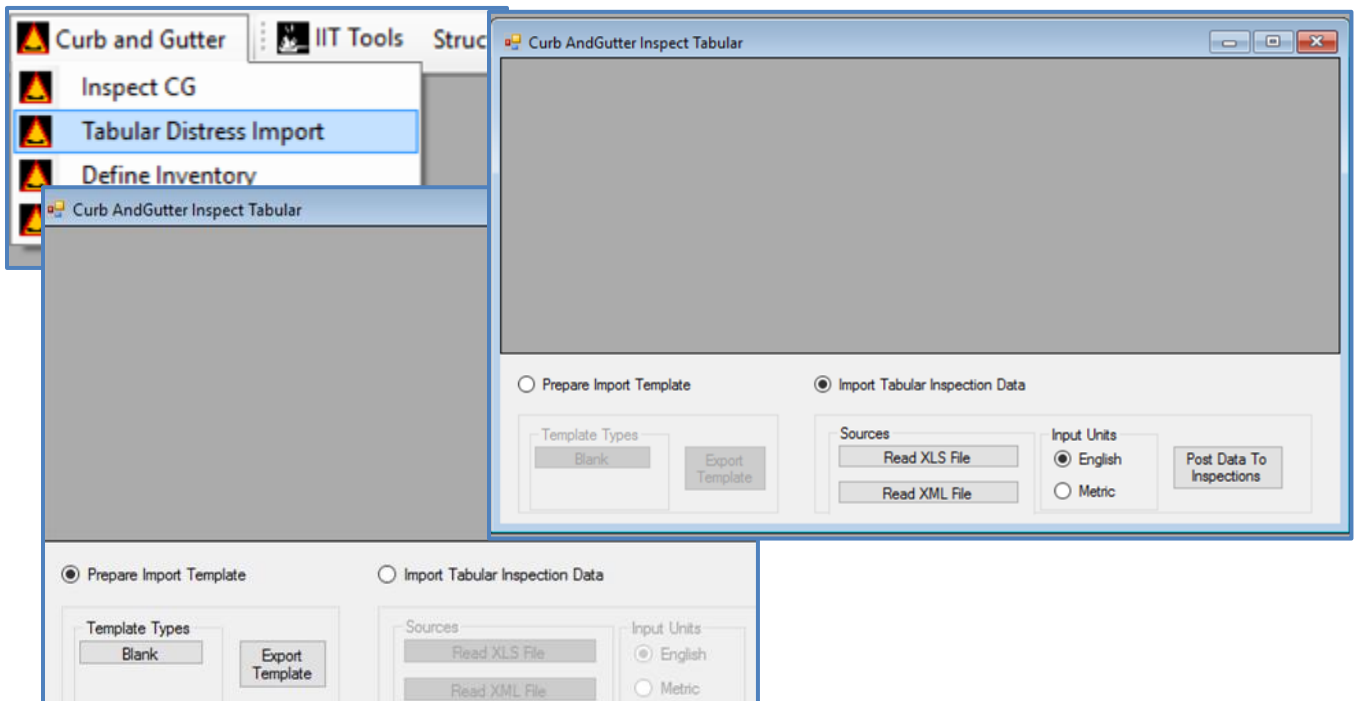 Curb and Gutter
IIT Tools
Struc
Inspect CG
Tabular Distress Import
Define Inventory
Curb AndGutter Inspect Tabular
Prepare Import Template
Import Tabular Inspection Data
Template Types
Blank
Export
Template
Sources
Read XLS File
Read XML File
Input Units
English
Metric
Post Data To
Inspections
Curb AndGutter Inspect Tabular
Prepare Import Template
Import Tabular Inspection Data
Template Types
Blank
Export
Template
Sources
Read XLS File
Read XML File
Input Units
English
Metric